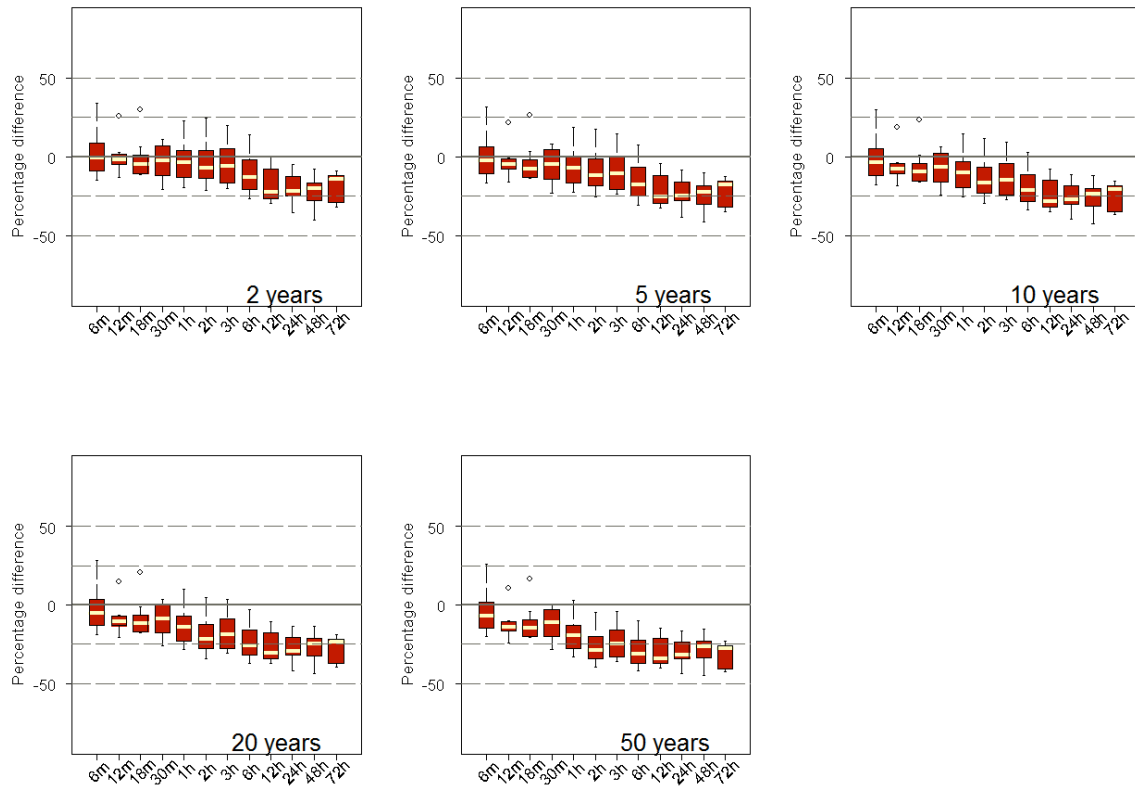 Percentage difference
50
0
-50
2 years
6m 12m 18m 30m 1h 2h 3h 6h 12h 24h 48h 72h
Percentage difference
50
0
-50
5 years
6m 12m 18m 30m 1h 2h 3h 6h 12h 24h 48h 72h
Percentage difference
50
0
-50
10 years
6m 12m 18m 30m 1h 2h 3h 6h 12h 24h 48h 72h
Percentage difference
50
0
-50
20 years
6m 12m 18m 30m 1h 2h 3h 6h 12h 24h 48h 72h
Percentage difference
50
0
-50
50 years
6m 12m 18m 30m 1h 2h 3h 6h 12h 24h 48h 72h